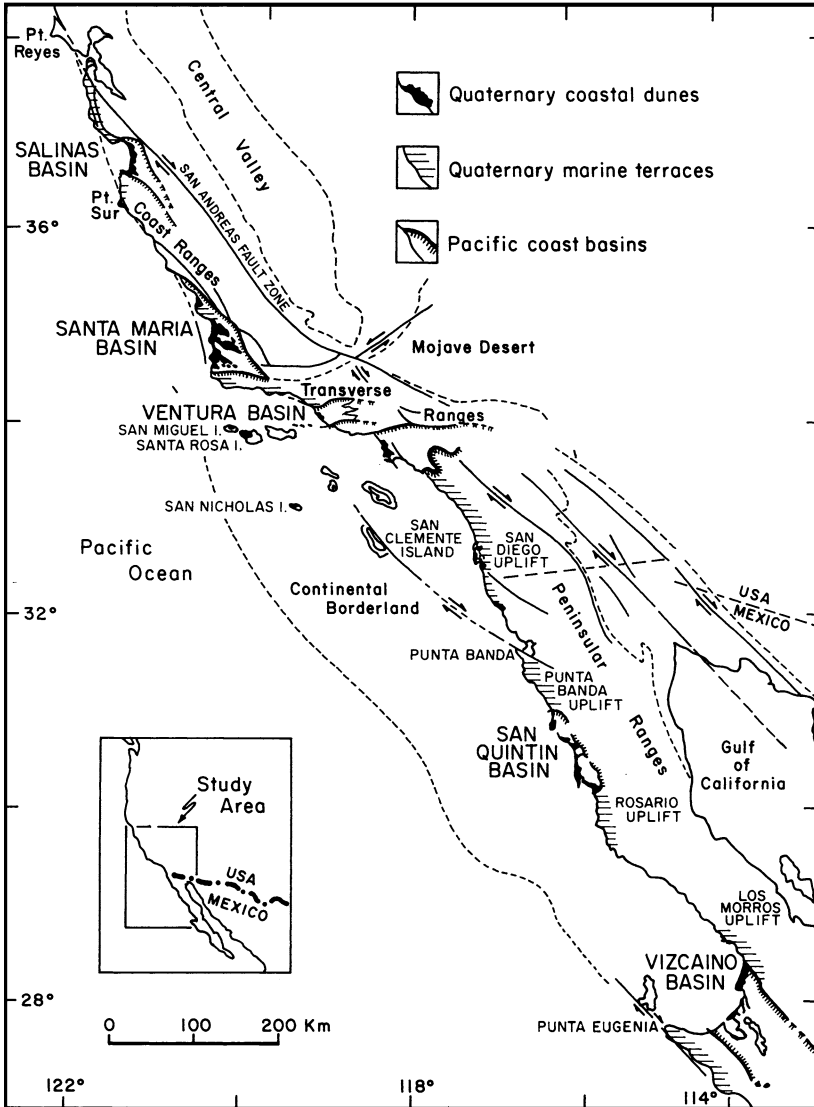 Pt.
Reyes
Central
Valley
Quaternary coastal dunes
SALINAS
BASIN
Quaternary marine terraces
Pt.
Sur
36°
Coast Ranges
SAN ANDREAS FAULT ZONE
Pacific coast basins
SANTA MARIA
BASIN
Mojave Desert
Transverse
Ranges
VENTURA BASIN
SAN MIGUEL I.
SANTA ROSA I.
SAN NICHOLAS I.
SAN
CLEMENTE
ISLAND
SAN
DIEGO
UPLIFT
Pacific
Ocean
Continental
Borderland
32°
USA
MEXICO
Peninsular
Ranges
PUNTA BANDA
PUNTA
BANDA
UPLIFT
SAN
QUINTIN
BASIN
Gulf
of
California
ROSARIO
UPLIFT
Study
Area
USA
MEXICO
LOS
MORROS
UPLIFT
VIZCAINO
BASIN
28°
PUNTA EUGENIA
0 100 200 Km
122° 118° 114°